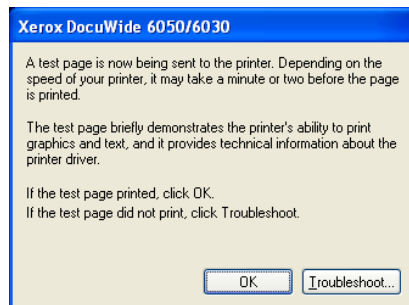 Xerox DocuWide 6050/6030
A test page is now being sent to the printer. Depending on the
speed of your printer, it may take a minute or two before the page
is printed.
The test page briefly demonstrates the printer's ability to print
graphics and text, and it provides technical information about the
printer driver.
If the test page printed, click OK.
If the test page did not print, click Troubleshoot.
OK
Troubleshoot...